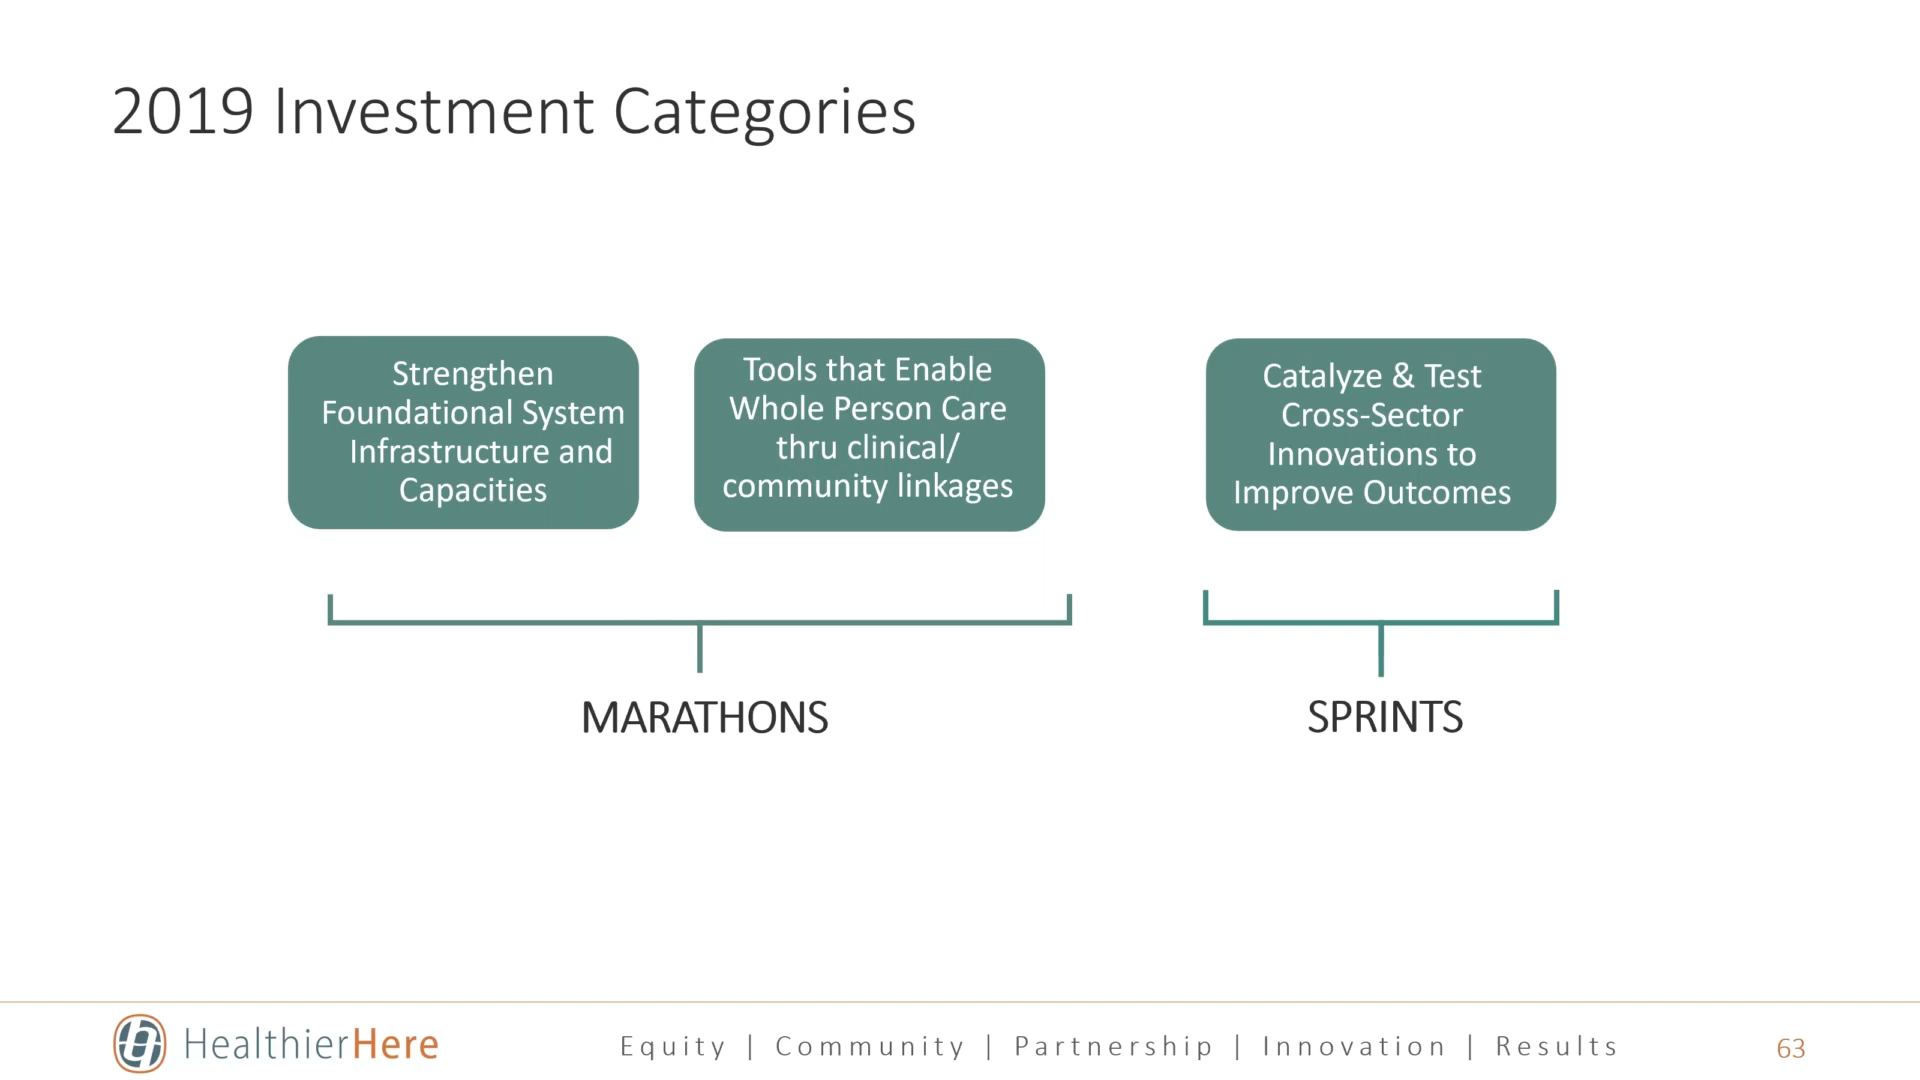 2019 Investment Categories
Strengthen
Foundational System
Infrastructure and
Capacities
Tools that Enable
Whole Person Care
thru clinical/
community linkages
Catalyze & Test
Cross-Sector
Innovations to
Improve Outcomes
MARATHONS
SPRINTS
HealthierHere
Equity | Community | Partnership | Innovation | Results
63